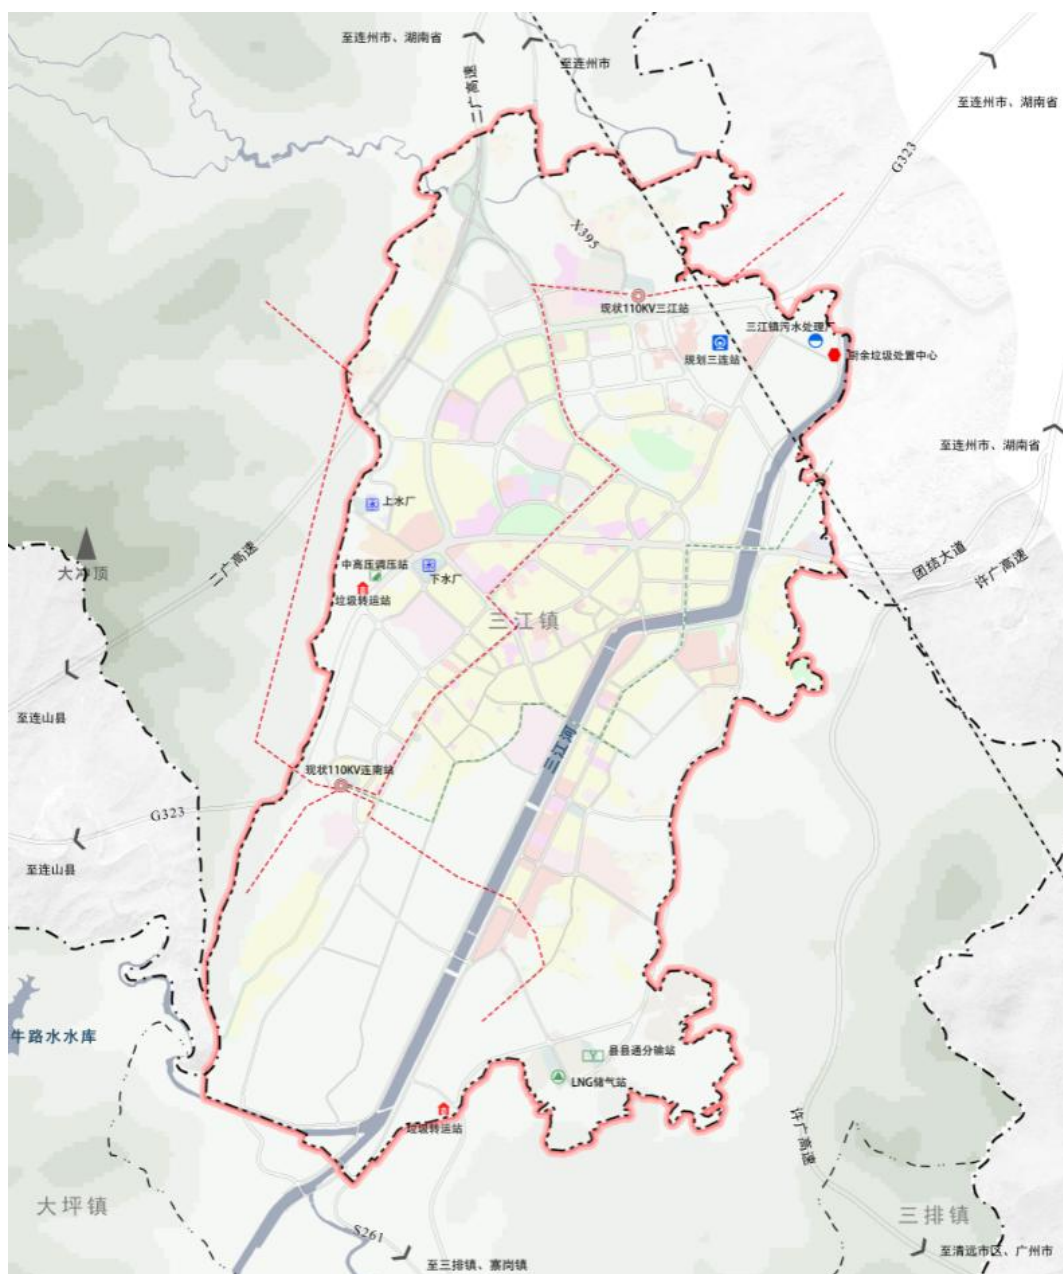 至连州市、湖南省
至连州市
二广高速
至连州市、湖南省
G323
X395
现状110KV三江站
三江镇污水处理厂
规划三连站
厨余垃圾处置中心
至连州市、湖南省
上水厂
二广高速
团结大道
许广高速
大冲顶
中高压调压站
下水厂
垃圾转运站
三江镇
至连山县
三江河
现状110KV连南站
G323
至连山县
牛路水水库
县县通分输站
LNG储气站
垃圾转运站
许广高速
大坪镇
三排镇
S261
至清远市区、广州市
至三排镇、寨岗镇